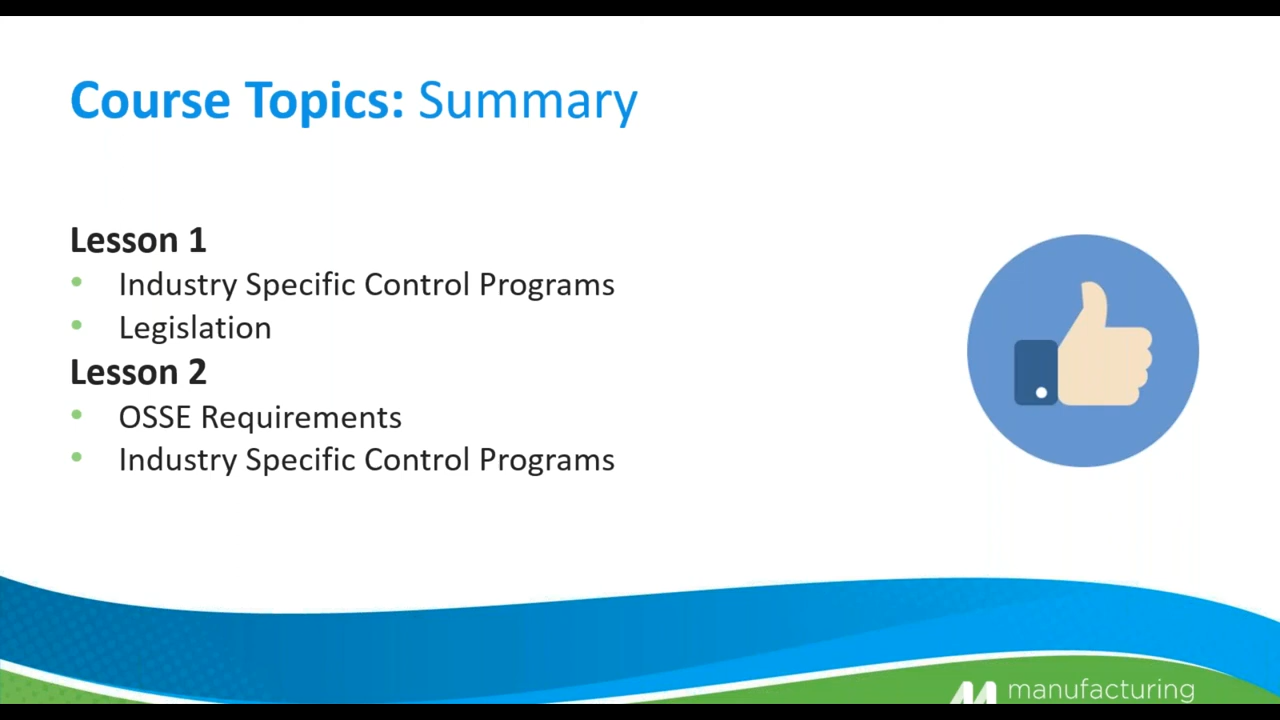 Course Topics: Summary
Lesson 1
• Industry Specific Control Programs
• Legislation
Lesson 2
• OSSE Requirements
• Industry Specific Control Programs
manufacturing